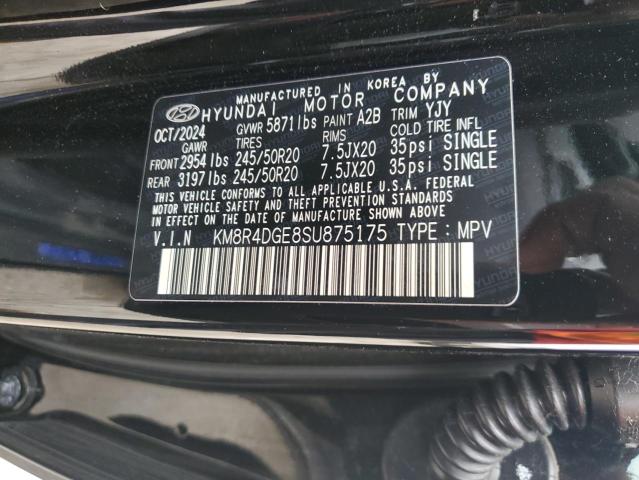 MANUFACTURED IN KOREA BY
HYUNDAI MOTOR COMPANY
OCT/2024 GVWR 5871lbs PAINT A2B TRIM YJY
GAWR TIRES RIMS COLD TIRE INFL
FRONT 2954 lbs 245/50R20 7.5JX20 35psi SINGLE
REAR 3197 lbs 245/50R20 7.5JX20 35psi SINGLE
THIS VEHICLE CONFORMS TO ALL APPLICABLE U.S.A. FEDERAL
MOTOR VEHICLE SAFETY AND THEFT PREVENTION STANDARDS
IN EFFECT ON THE DATE OF MANUFACTURE SHOWN ABOVE.
V.I.N KM8R4DGE8SU875175 TYPE : MPV